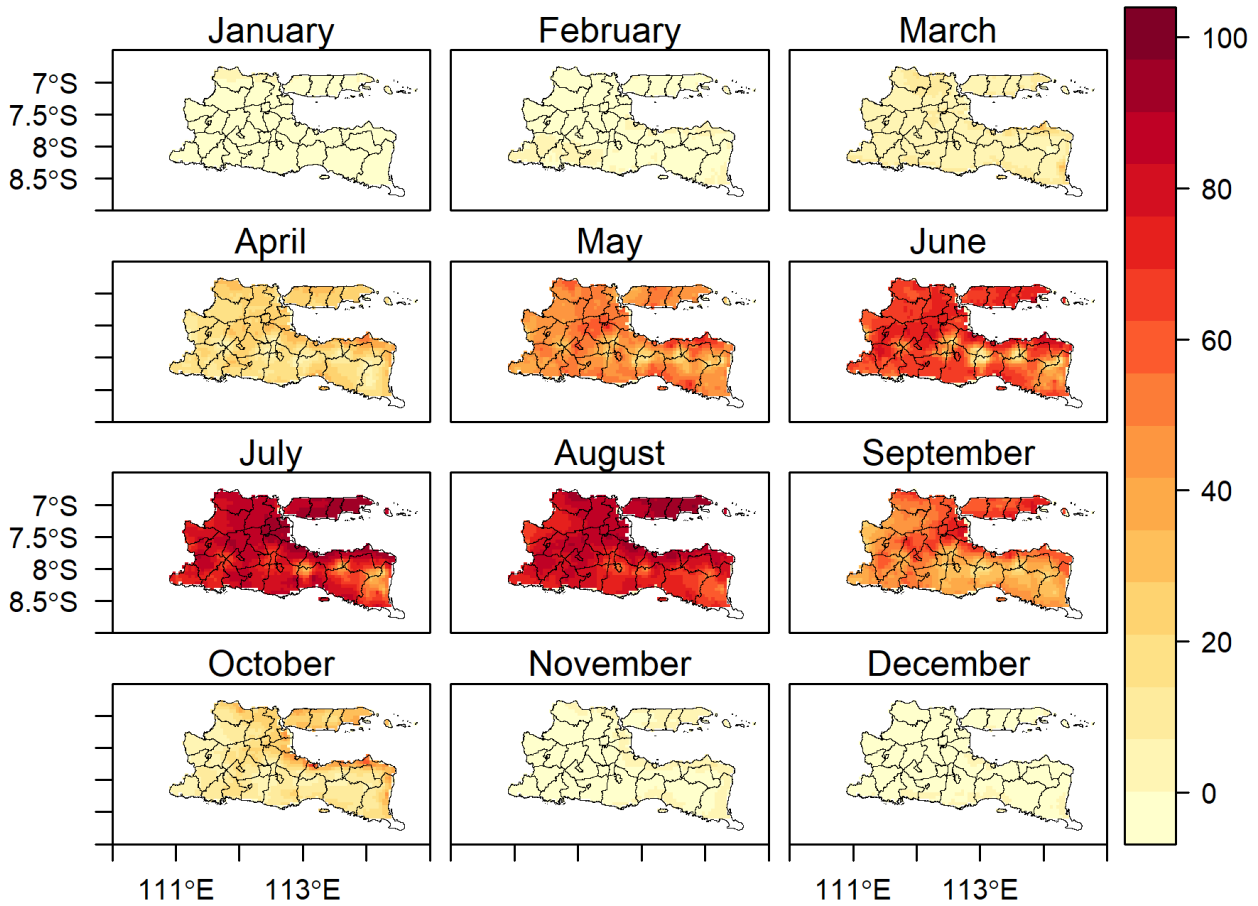 January February March
100
7°S
7.5°S
8°S
8.5°S
80
April May June
60
July August September
40
7°S
7.5°S
8°S
8.5°S
October November December
20
0
111°E 113°E 111°E 113°E